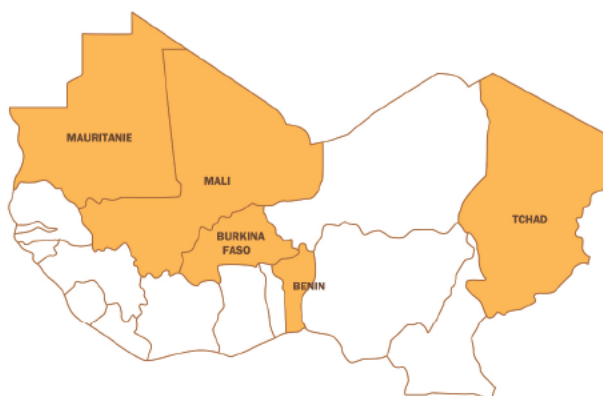 MAURITANIE
MALI
BURKINA
FASO
TCHAD
BENIN